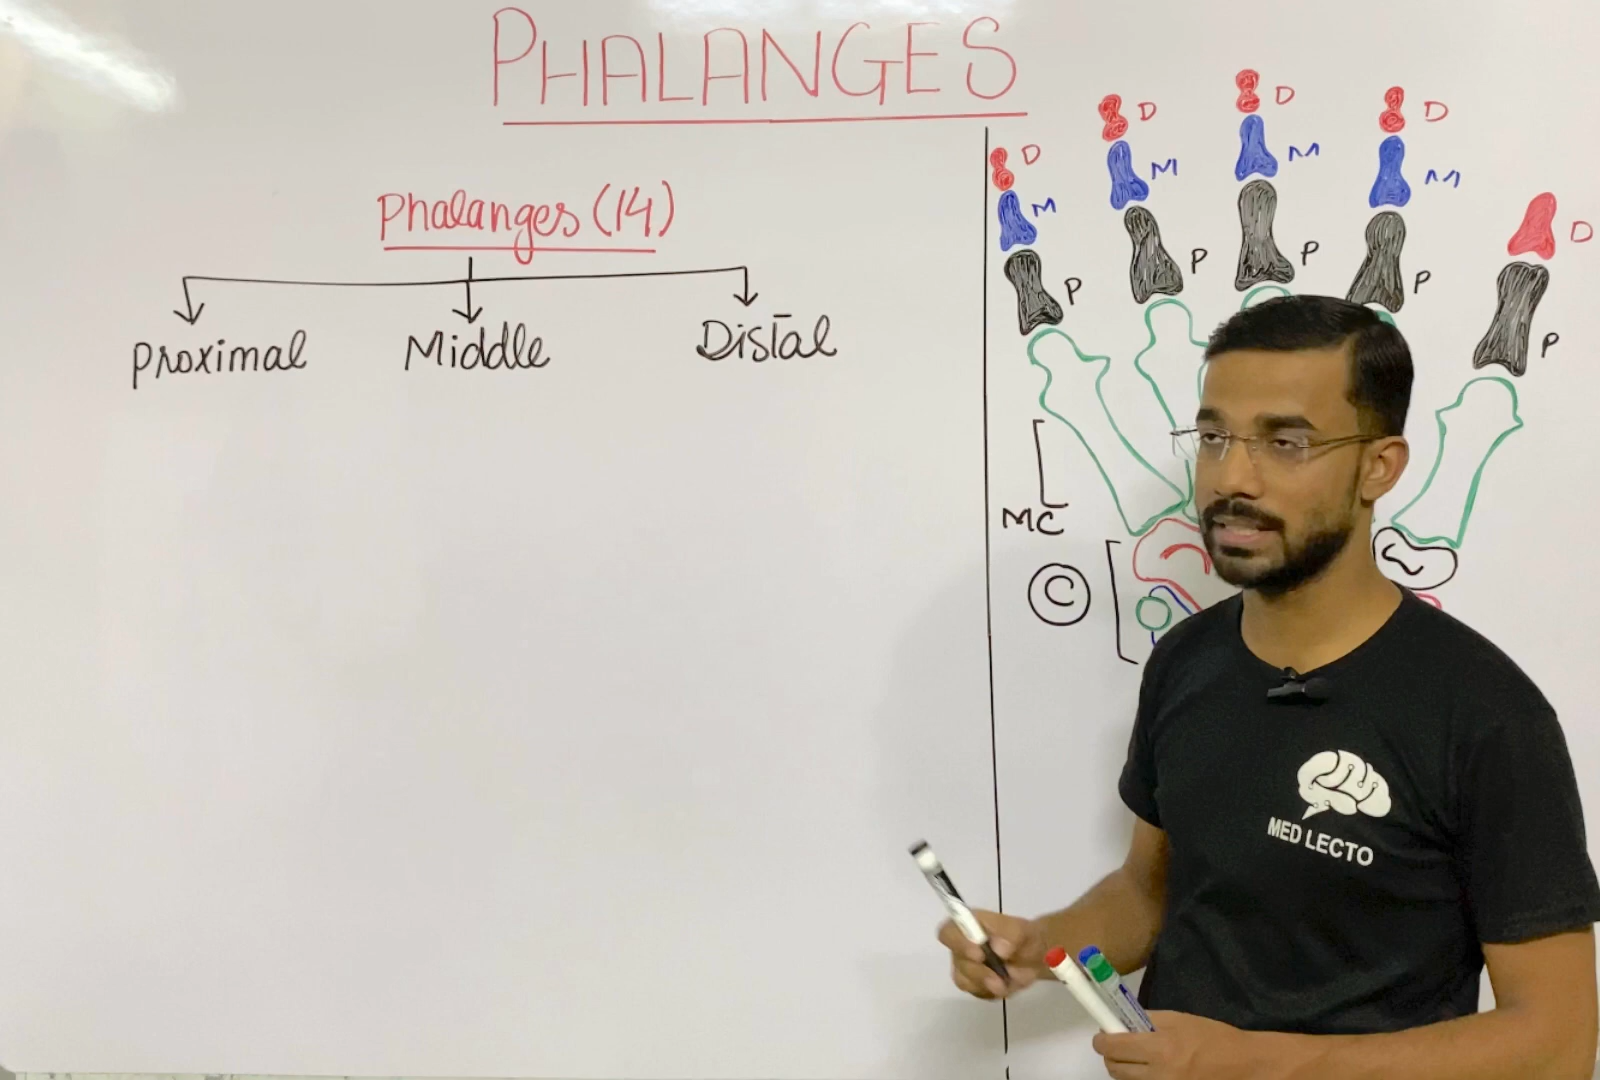 PHALANGES
Phalanges (14)
Proximal Middle Distal
D D D D D
M M M M
P P P P P
MC
C
MED LECTO